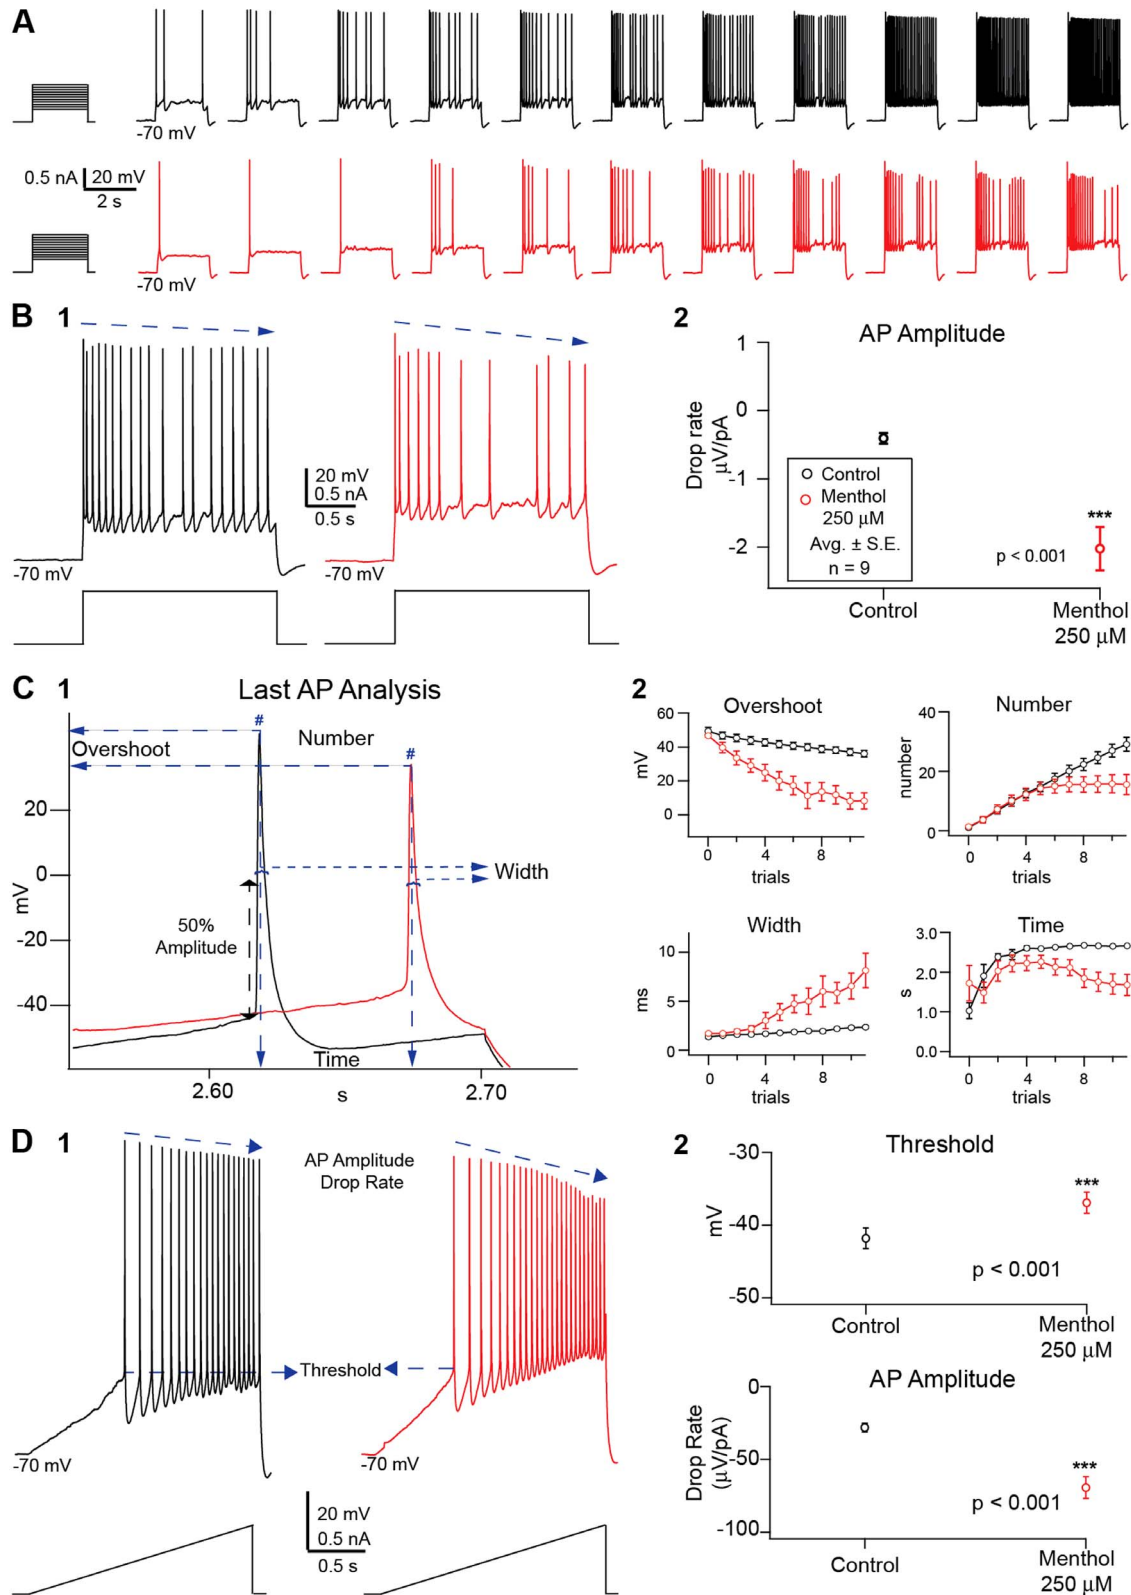 A
-70 mV
0.5 nA 20 mV
2 s
-70 mV
B 1
20 mV
0.5 nA
0.5 s
-70 mV
-70 mV
2
AP Amplitude
Drop rate
µV/pA
1
0
-1
-2
Control
Menthol
250 µM
Avg. ± S.E.
n = 9
***
p < 0.001
Control
Menthol
250 µM
C 1
Last AP Analysis
#
Overshoot
Number
#
mV
20
0
-20
-40
50%
Amplitude
Width
Time
2.60
2.70
s
2
Overshoot
mV
60
40
20
0
0
4
8
trials
Number
number
40
20
0
0
4
8
trials
Width
ms
10
5
0
0
4
8
trials
Time
s
3.0
2.0
1.0
0.0
0
4
8
trials
D 1
AP Amplitude
Drop Rate
Threshold
-70 mV
-70 mV
20 mV
0.5 nA
0.5 s
2
Threshold
mV
-30
-40
-50
***
p < 0.001
Control
Menthol
250 µM
AP Amplitude
Drop Rate
(µV/pA)
0
-50
-100
***
p < 0.001
Control
Menthol
250 µM